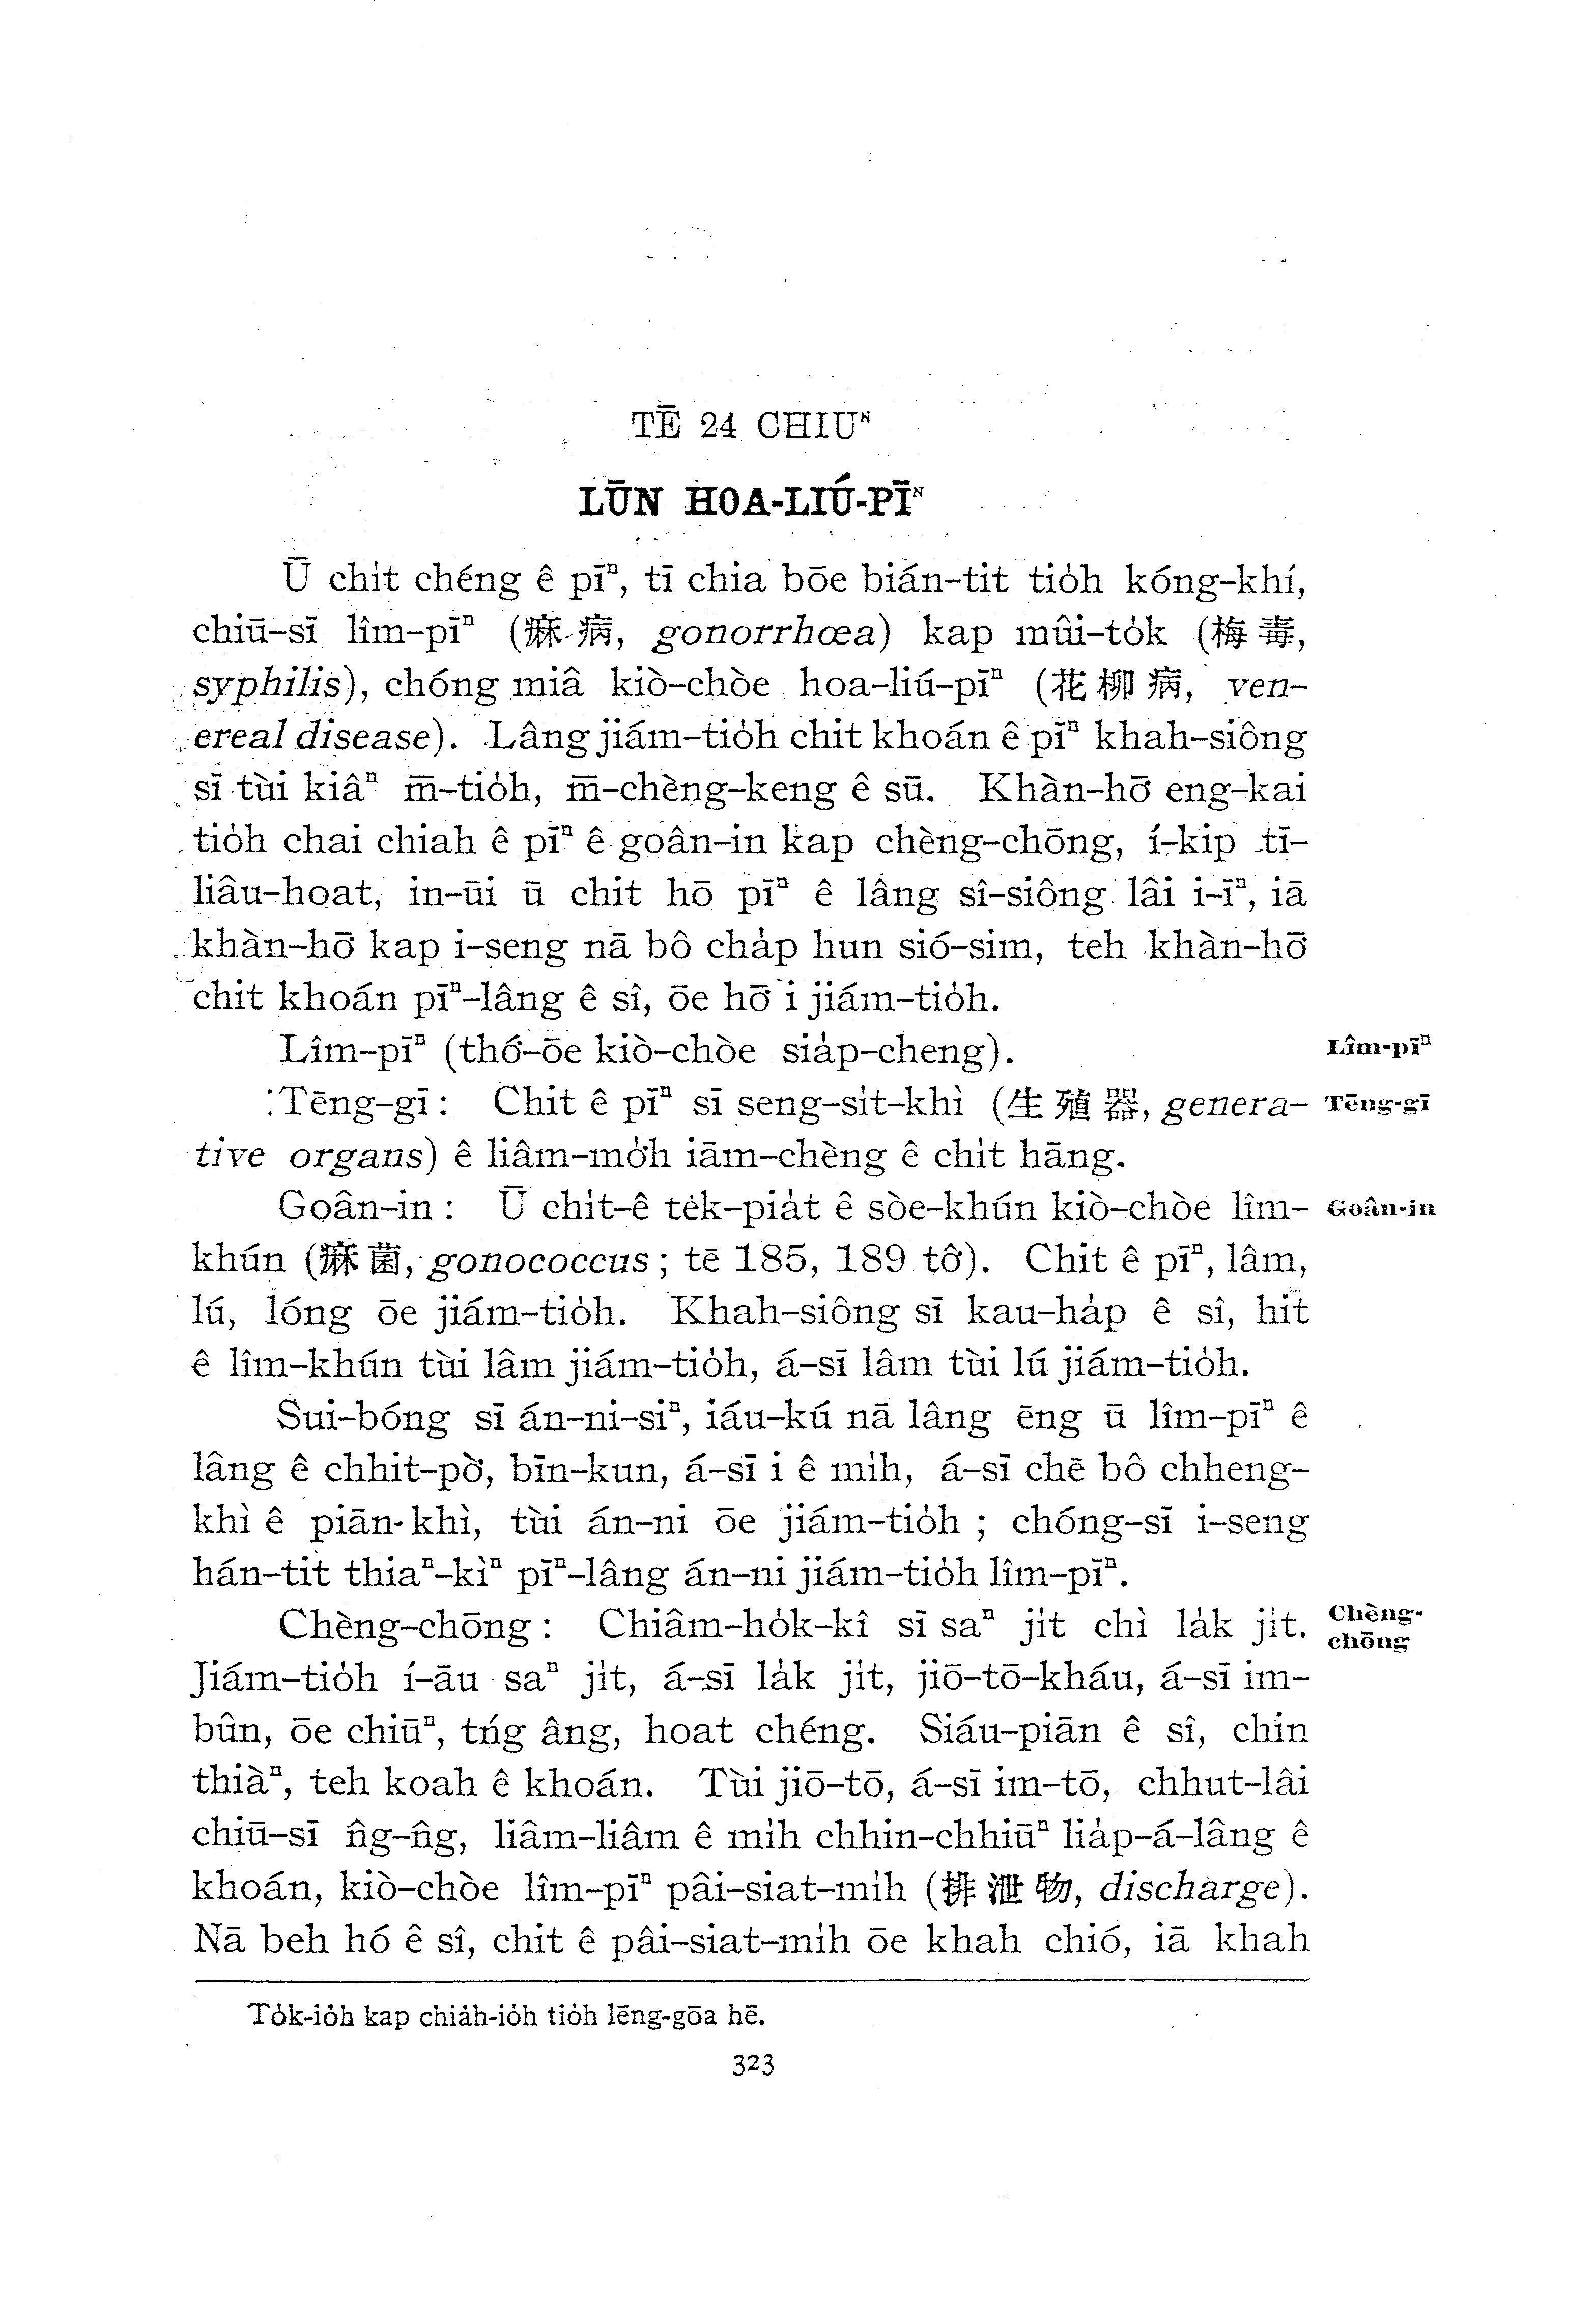 TĒ 24 CHIUᴺ
LŪN HOA-LIÚ-PĪᴺ
Ū chi̍t chéng ê pīⁿ, tī chia bōe bián-tit tio̍h kóng-khí,
chiū-sī lîm-pīⁿ (痳病, gonorrhœa) kap mûi-to̍k (梅毒,
syphilis), chóng miâ kiò-chòe hoa-liú-pīⁿ (花柳病, ven-
ereal disease). Lâng jiám-tio̍h chit khoán ê pīⁿ khah-siông
sī tùi kiâⁿ m̄-tio̍h, m̄-chèng-keng ê sū. Khàn-hō͘ eng-kai
tio̍h chai chiah ê pīⁿ ê goân-in kap chèng-chōng, í-ki̍p tī-
liâu-hoat, in-ūi ū chit hō pīⁿ ê lâng sî-siông lâi i-īⁿ, iā
khàn-hō͘ kap i-seng nā bô cha̍p hun sió-sim, teh khàn-hō͘
chit khoán pīⁿ-lâng ê sî, ōe hō͘ i jiám-tio̍h.
Lîm-pīⁿ (thó͘-ōe kiò-chòe sia̍p-cheng).
Lîm-pīⁿ
Tēng-gī: Chit ê pīⁿ sī seng-si̍t-khì (生殖器, genera-
Tēng-gī
tive organs) ê liâm-mo̍͘h iām-chèng ê chi̍t hāng.
Goân-in: Ū chi̍t-ê te̍k-pia̍t ê sòe-khún kiò-chòe lîm-
Goân-in
khún (痳菌, gonococcus; tē 185, 189 tô͘). Chit ê pīⁿ, lâm,
lú, lóng ōe jiám-tio̍h. Khah-siông sī kau-ha̍p ê sî, hit
ê lîm-khún tùi lâm jiám-tio̍h, á-sī lâm tùi lú jiám-tio̍h.
Sui-bóng sī án-ni-siⁿ, iáu-kú nā lâng ēng ū lîm-pīⁿ ê
lâng ê chhit-pò͘, bīn-kun, á-sī i ê mi̍h, á-sī chē bô chheng-
khì ê piān-khì, tùi án-ni ōe jiám-tio̍h; chóng-sī i-seng
hán-tit thiaⁿ-kìⁿ pīⁿ-lâng án-ni jiám-tio̍h lîm-pīⁿ.
Chèng-chōng: Chiâm-ho̍k-kî sī saⁿ ji̍t chì la̍k ji̍t.
Chèng-
chōng
Jiám-tio̍h í-āu saⁿ ji̍t, á-sī la̍k ji̍t, jiō-tō-kháu, á-sī im-
bûn, ōe chiūⁿ, tńg âng, hoat chéng. Siáu-piān ê sî, chin
thiàⁿ, teh koah ê khoán. Tùi jiō-tō, á-sī im-tō, chhut-lâi
chiū-sī n̂g-n̂g, liâm-liâm ê mi̍h chhin-chhiūⁿ lia̍p-á-lâng ê
khoán, kiò-chòe lîm-pīⁿ pâi-siat-mi̍h (排泄物, discharge).
Nā beh hó ê sî, chit ê pâi-siat-mi̍h ōe khah chió, iā khah
To̍k-io̍h kap chia̍h-io̍h tio̍h lēng-gōa hē.
323